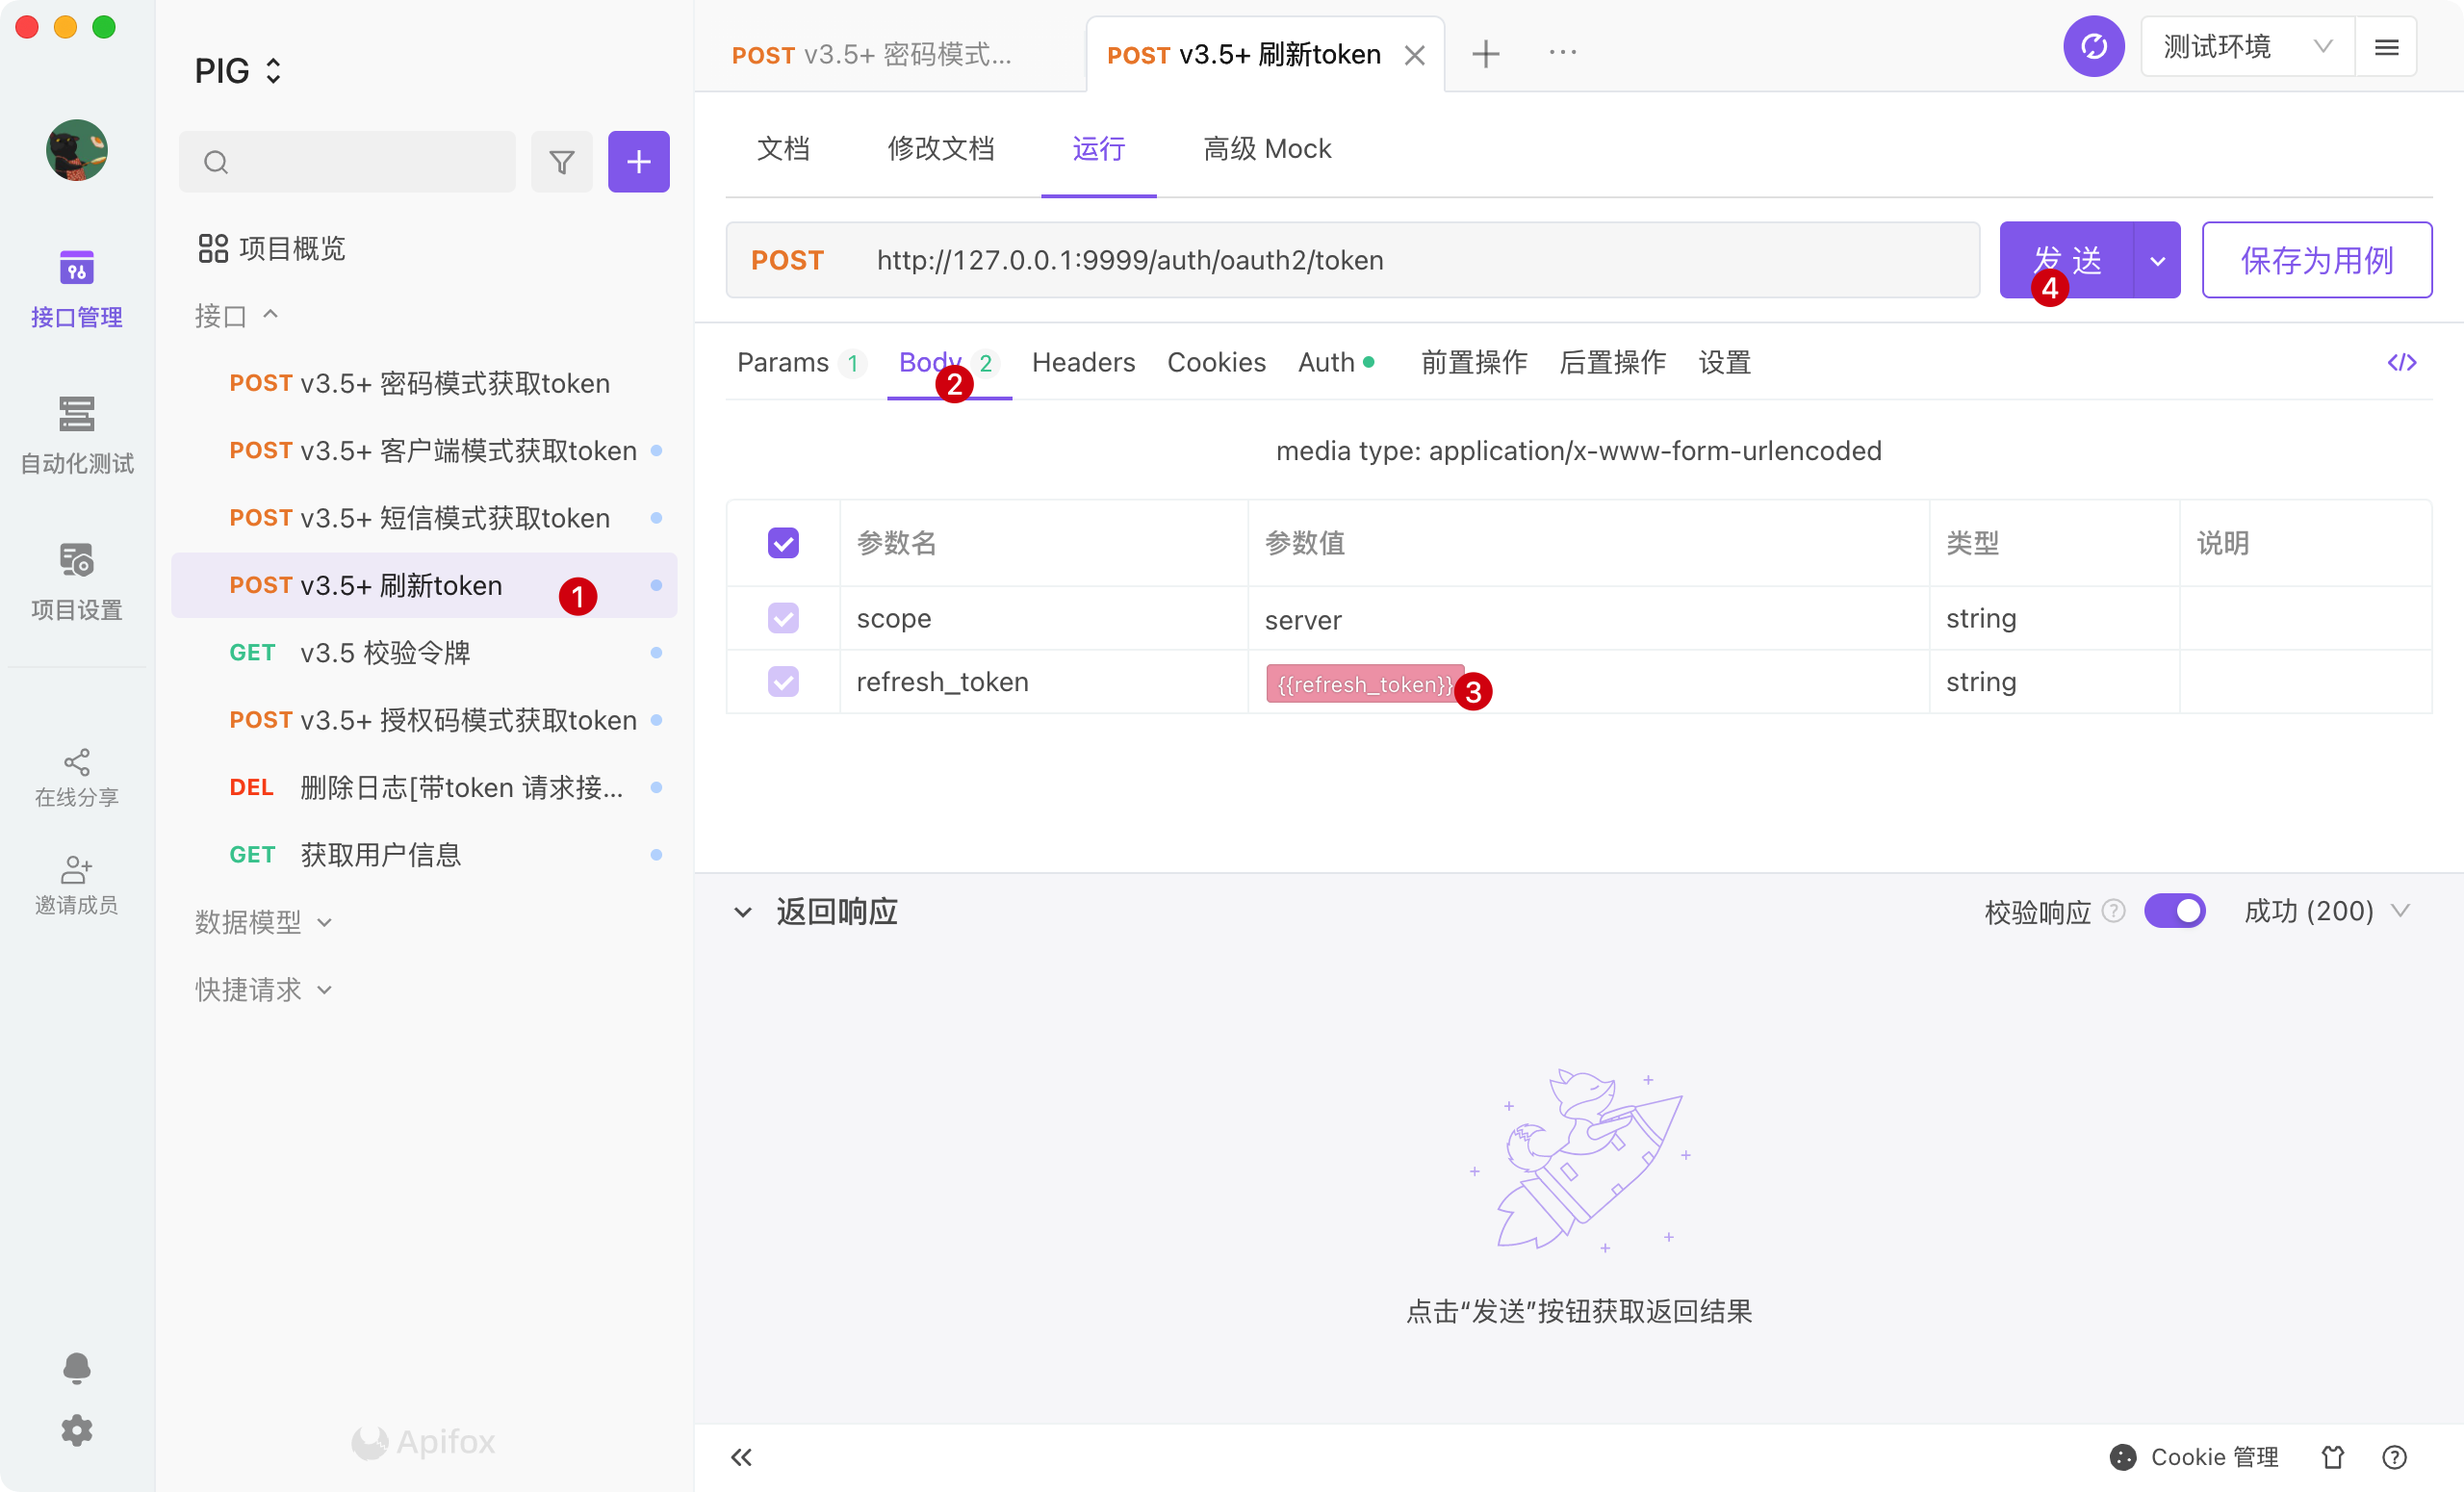 PIG
项目概览
接口
POST v3.5+ 密码模式获取token
POST v3.5+ 客户端模式获取token
POST v3.5+ 短信模式获取token
POST v3.5+ 刷新token 1
GET v3.5 校验令牌
POST v3.5+ 授权码模式获取token
DEL 删除日志[带token 请求接...
GET 获取用户信息
数据模型
快捷请求
Apifox
接口管理
自动化测试
项目设置
在线分享
邀请成员
POST v3.5+ 密码模式...
POST v3.5+ 刷新token
...
测试环境
文档 修改文档 运行 高级 Mock
POST http://127.0.0.1:9999/auth/oauth2/token
发 送
4
保存为用例
Params 1 Body 2 Headers Cookies Auth 前置操作 后置操作 设置 </>
2
media type: application/x-www-form-urlencoded
参数名 参数值 类型 说明
scope server string
refresh_token {{refresh_token}} 3 string
返回响应
校验响应 ? 成功 (200)
点击“发送”按钮获取返回结果
Cookie 管理 ?